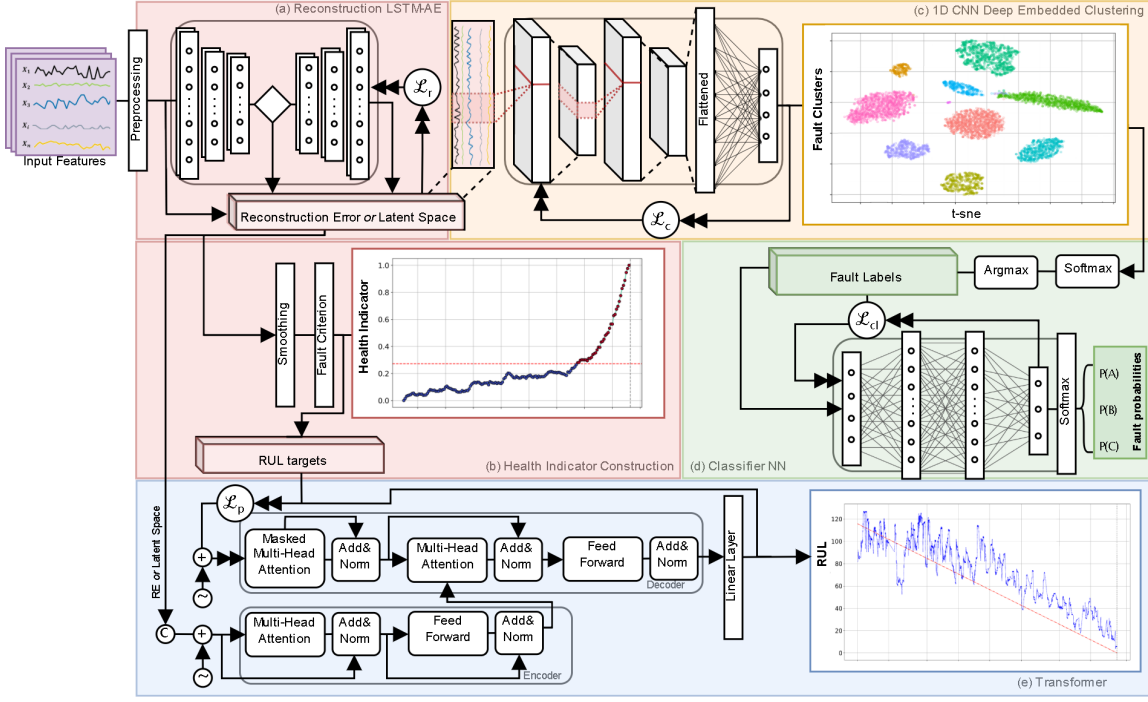 (a) Reconstruction LSTM-AE
X₁
X₂
X₃
Xᵢ
Xₙ
Input Features
Preprocessing
ℒr
Reconstruction Error or Latent Space
(c) 1D CNN Deep Embedded Clustering
Flattened
ℒc
Fault Clusters
t-sne
Smoothing
Fault Criterion
Health Indicator
1.0
0.8
0.6
0.4
0.2
0.0
RUL targets
(b) Health Indicator Construction
Fault Labels
Argmax
Softmax
ℒcl
Softmax
P(A)
P(B)
P(C)
Fault probabilities
(d) Classifier NN
RE or Latent Space
ℒp
+
~
Masked
Multi-Head
Attention
Add&
Norm
Multi-Head
Attention
Add&
Norm
Feed
Forward
Add&
Norm
Decoder
Linear Layer
C
+
~
Multi-Head
Attention
Add&
Norm
Feed
Forward
Add&
Norm
Encoder
RUL
120
100
80
60
40
20
0
(e) Transformer